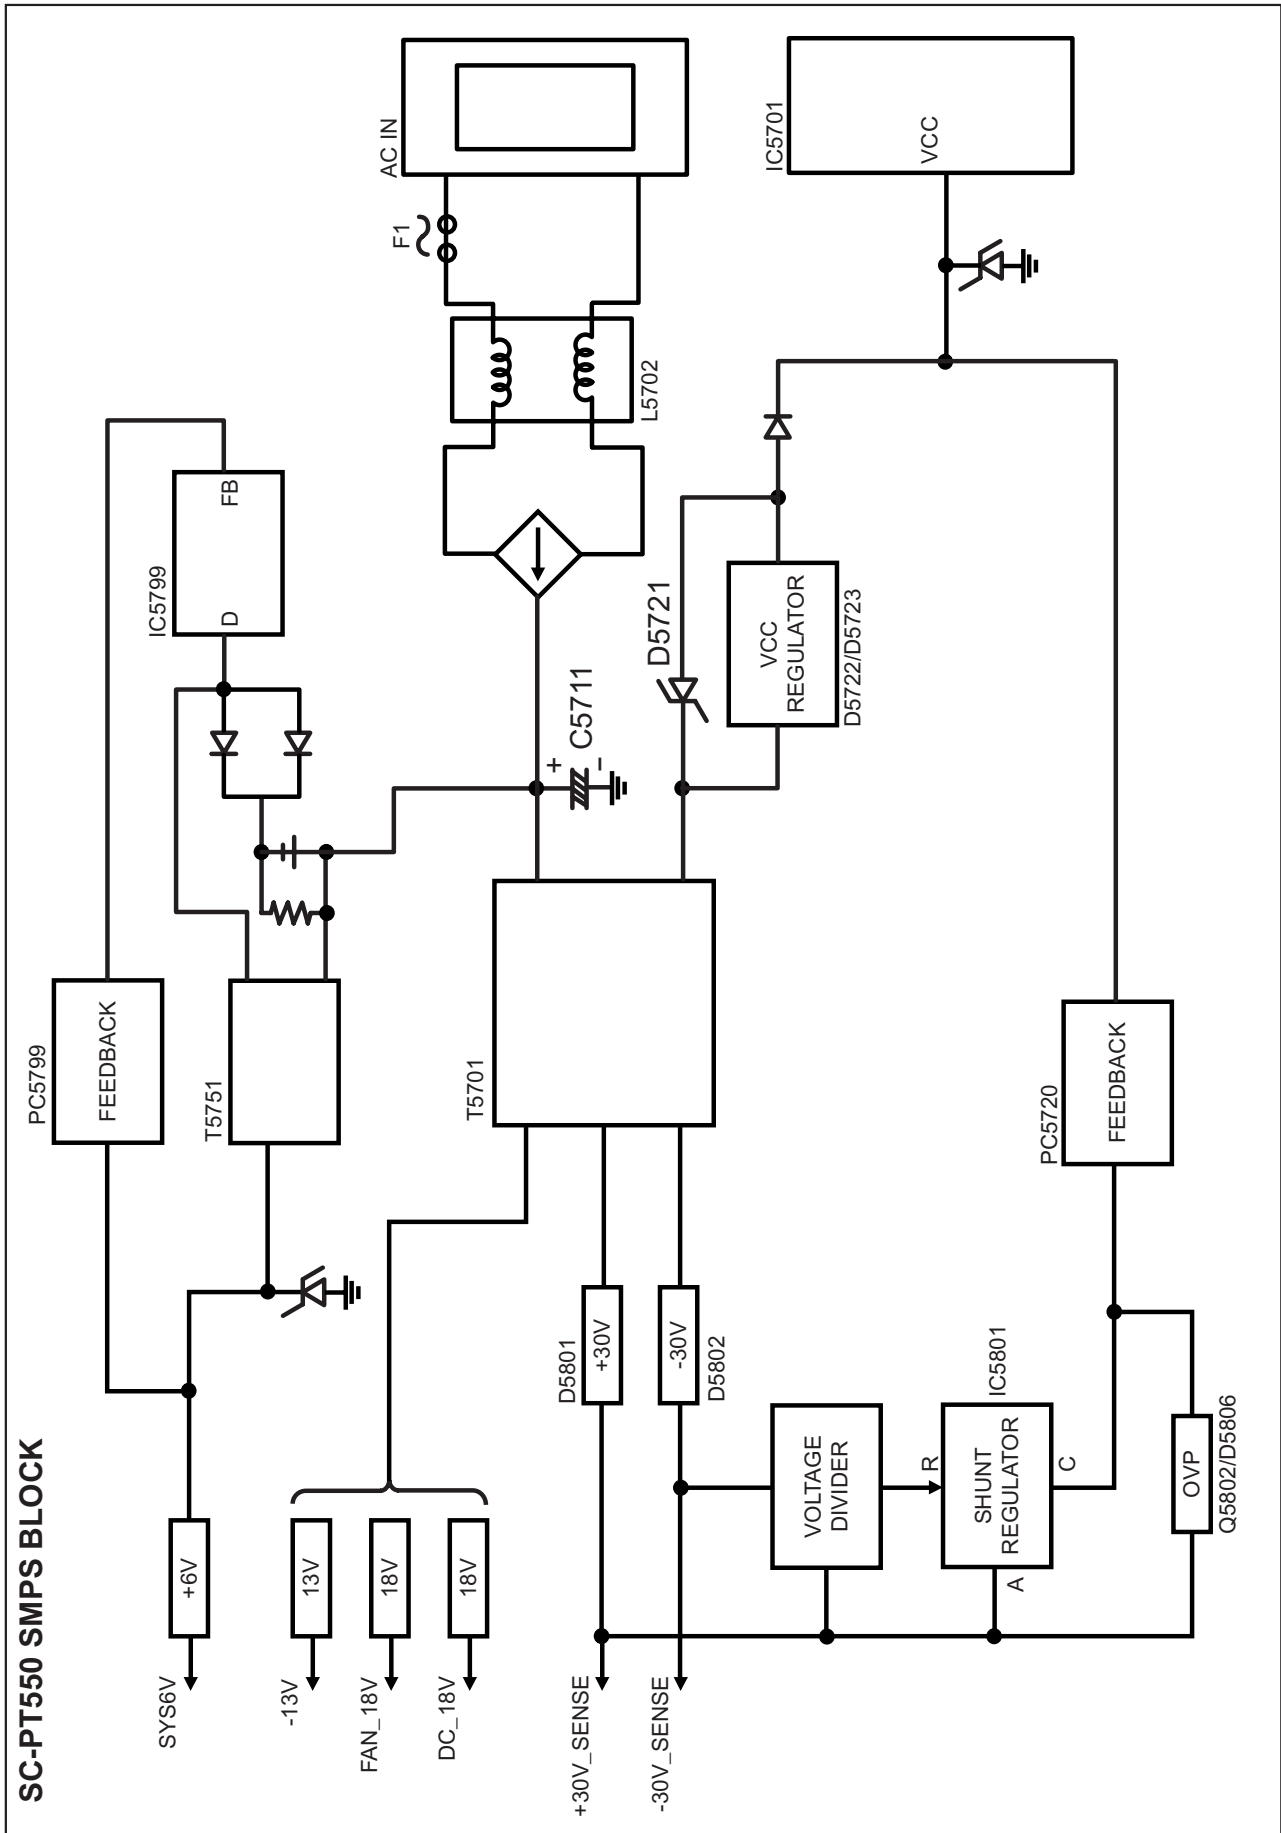 SC-PT550 SMPS BLOCK
SYS6V
+6V
PC5799
FEEDBACK
IC5799
D
FB
T5751
-13V
13V
FAN_18V
18V
DC_18V
18V
AC IN
F1
L5702
C5711
+
-
T5701
+30V_SENSE
D5801
+30V
-30V_SENSE
-30V
D5802
D5721
VCC
REGULATOR
D5722/D5723
IC5701
VCC
VOLTAGE
DIVIDER
R
IC5801
SHUNT
REGULATOR
A
C
PC5720
FEEDBACK
OVP
Q5802/D5806